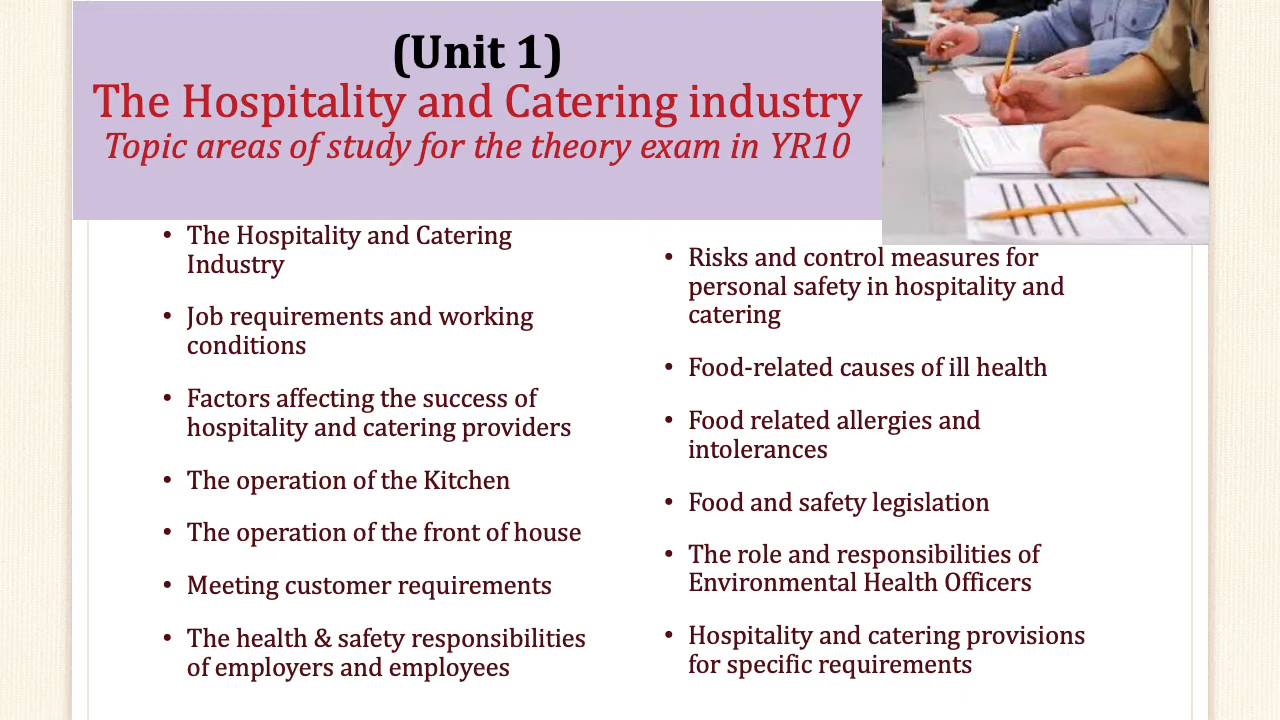 (Unit 1)
The Hospitality and Catering industry
Topic areas of study for the theory exam in YR10
• The Hospitality and Catering
Industry
• Job requirements and working
conditions
• Factors affecting the success of
hospitality and catering providers
• The operation of the Kitchen
• The operation of the front of house
• Meeting customer requirements
• The health & safety responsibilities
of employers and employees
• Risks and control measures for
personal safety in hospitality and
catering
• Food-related causes of ill health
• Food related allergies and
intolerances
• Food and safety legislation
• The role and responsibilities of
Environmental Health Officers
• Hospitality and catering provisions
for specific requirements